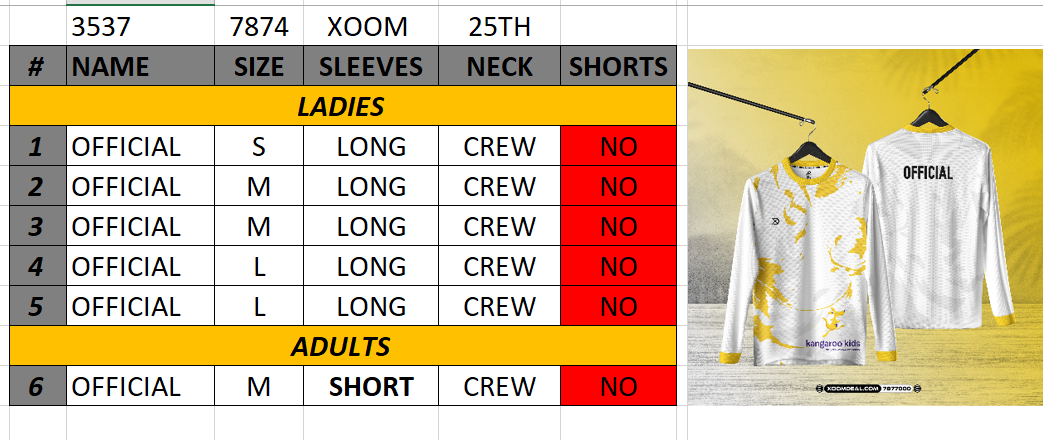 3537 7874 XOOM 25TH
# NAME SIZE SLEEVES NECK SHORTS
LADIES
1 OFFICIAL S LONG CREW NO
2 OFFICIAL M LONG CREW NO
3 OFFICIAL M LONG CREW NO
4 OFFICIAL L LONG CREW NO
5 OFFICIAL L LONG CREW NO
ADULTS
6 OFFICIAL M SHORT CREW NO
OFFICIAL
kangaroo kids
XOOMDEAL.COM 7877000